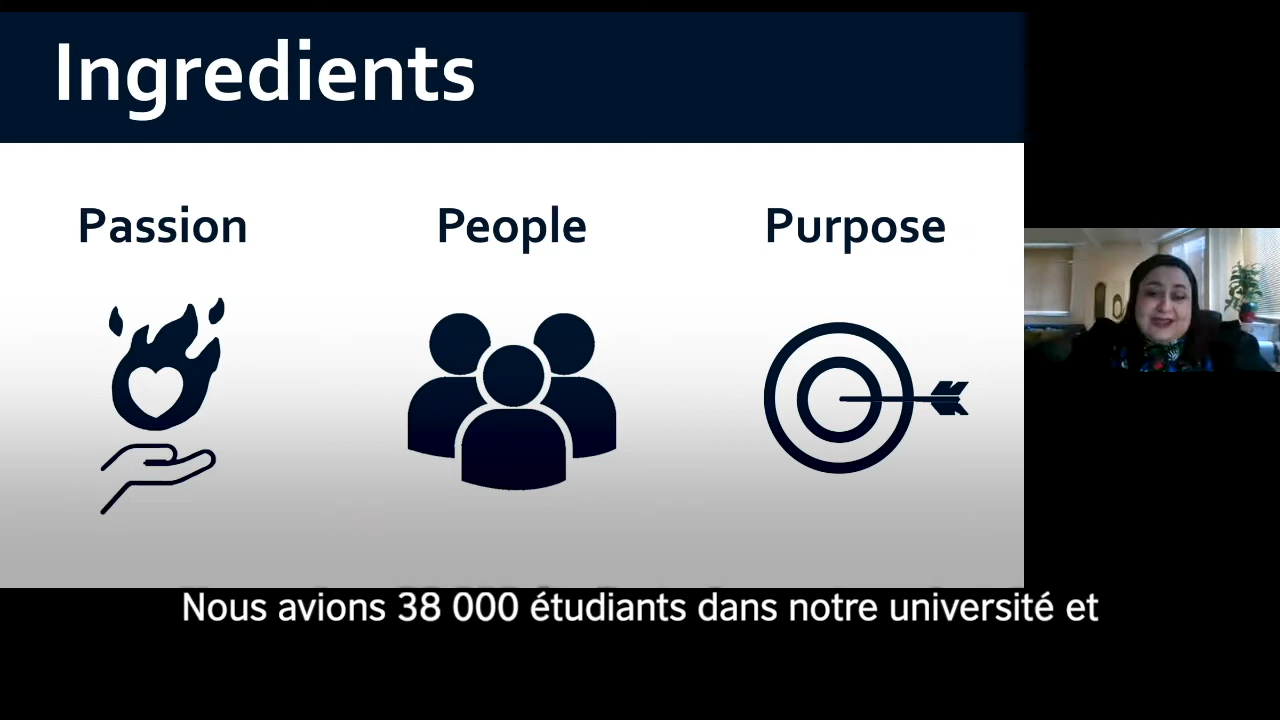 Ingredients
Passion
People
Purpose
Nous avions 38 000 étudiants dans notre université et